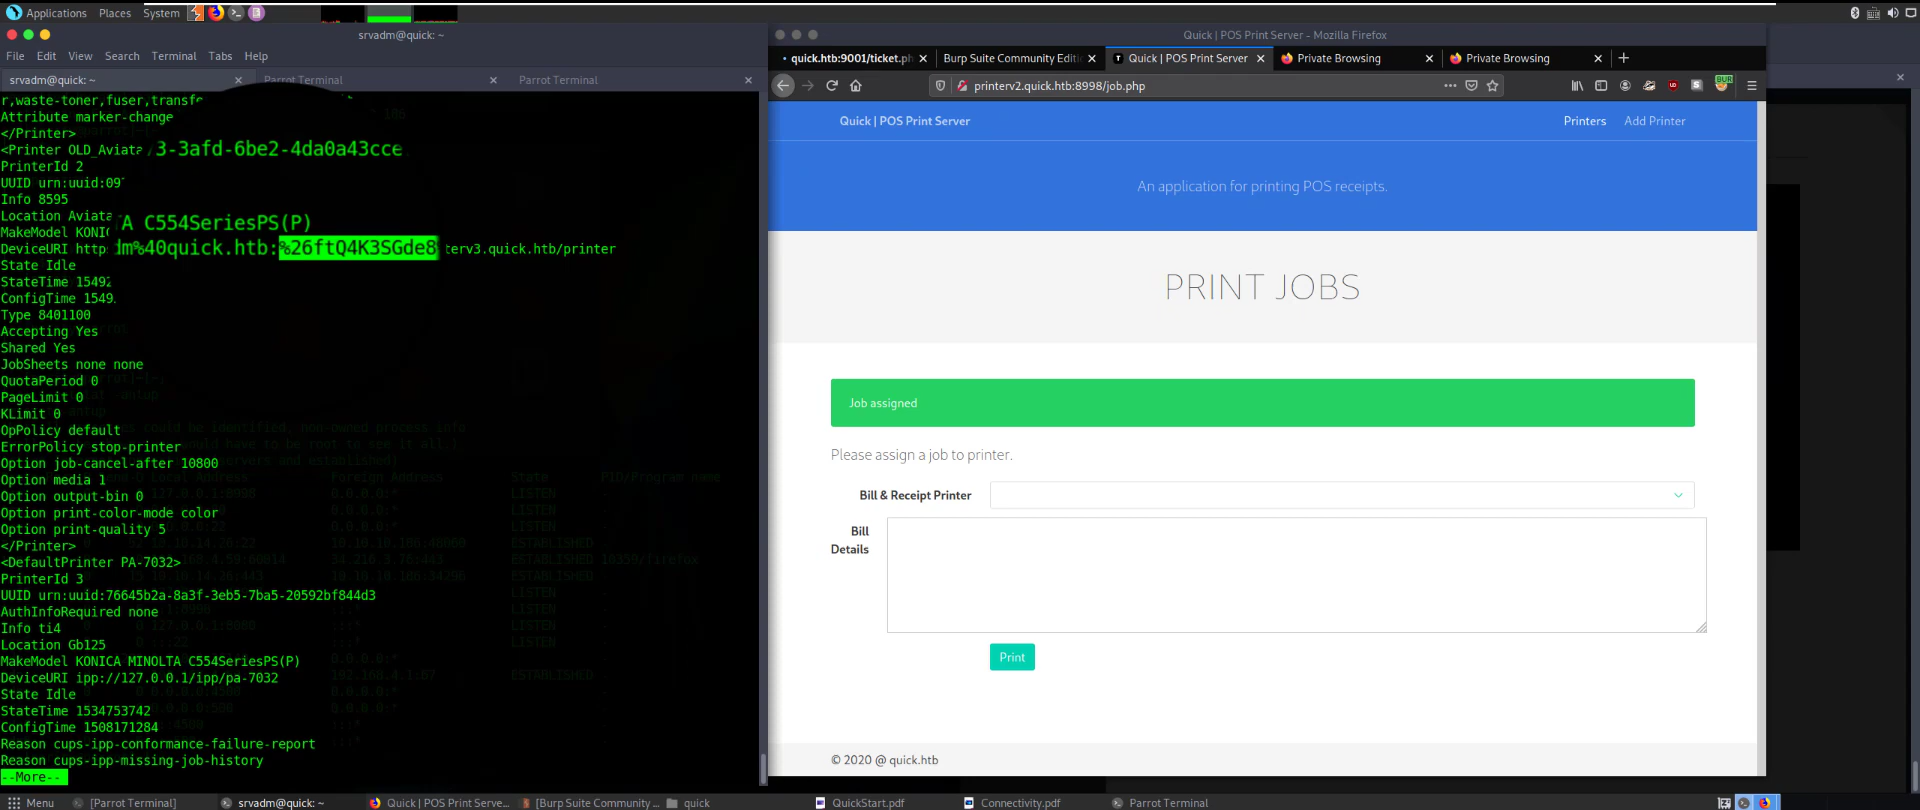 Applications Places System
srvadm@quick: ~
File Edit View Search Terminal Tabs Help
srvadm@quick: ~ Parrot Terminal Parrot Terminal
r,waste-toner,fuser,transfe
Attribute marker-change
</Printer>
<Printer OLD_Aviata 3-3afd-6be2-4da0a43cce
PrinterId 2
UUID urn:uuid:09
Info 8595
Location Aviata
MakeModel KONI A C554SeriesPS(P)
DeviceURI http m%40quick.htb:%26ftQ4K3SGde8 terv3.quick.htb/printer
State Idle
StateTime 1549
ConfigTime 1549
Type 8401100
Accepting Yes
Shared Yes
JobSheets none none
QuotaPeriod 0
PageLimit 0
KLimit 0
OpPolicy default
ErrorPolicy stop-printer
Option job-cancel-after 10800
Option media 1
Option output-bin 0
Option print-color-mode color
Option print-quality 5
</Printer>
<DefaultPrinter PA-7032>
PrinterId 3
UUID urn:uuid:76645b2a-8a3f-3eb5-7ba5-20592bf844d3
AuthInfoRequired none
Info ti4
Location Gb125
MakeModel KONICA MINOLTA C554SeriesPS(P)
DeviceURI ipp://127.0.0.1/ipp/pa-7032
State Idle
StateTime 1534753742
ConfigTime 1508171284
Reason cups-ipp-conformance-failure-report
Reason cups-ipp-missing-job-history
--More--
Quick | POS Print Server - Mozilla Firefox
quick.htb:9001/ticket.p Burp Suite Community Editi Quick | POS Print Server Private Browsing Private Browsing
printerv2.quick.htb:8998/job.php
Quick | POS Print Server Printers Add Printer
An application for printing POS receipts.
PRINT JOBS
Job assigned
Please assign a job to printer.
Bill & Receipt Printer
Bill
Details
Print
© 2020 @ quick.htb
Menu [Parrot Terminal] srvadm@quick: ~ Quick | POS Print Serve... [Burp Suite Community ... quick QuickStart.pdf Connectivity.pdf Parrot Terminal